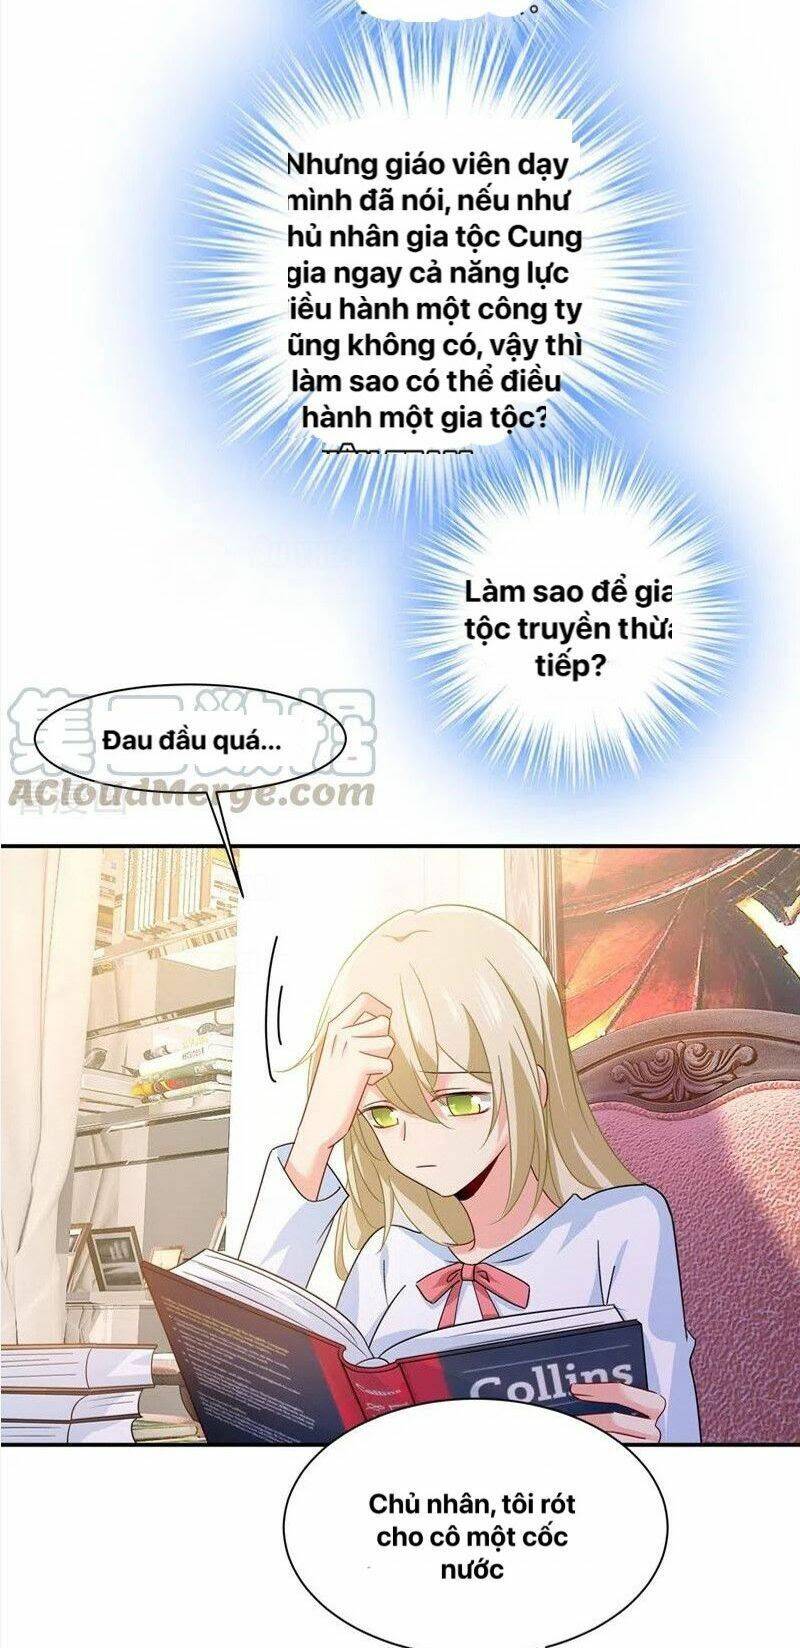 Nhưng giáo viên dạy
mình đã nói, nếu như
hủ nhân gia tộc Cung
gia ngay cả năng lực
iều hành một công ty
ũng không có, vậy thì
làm sao có thể điều
hành một gia tộc?
Làm sao để gia
tộc truyền thừa
tiếp?
Đau đầu quá...
ACloudMerge.com
Collins
Collins
Chủ nhân, tôi rót
cho cô một cốc
nước